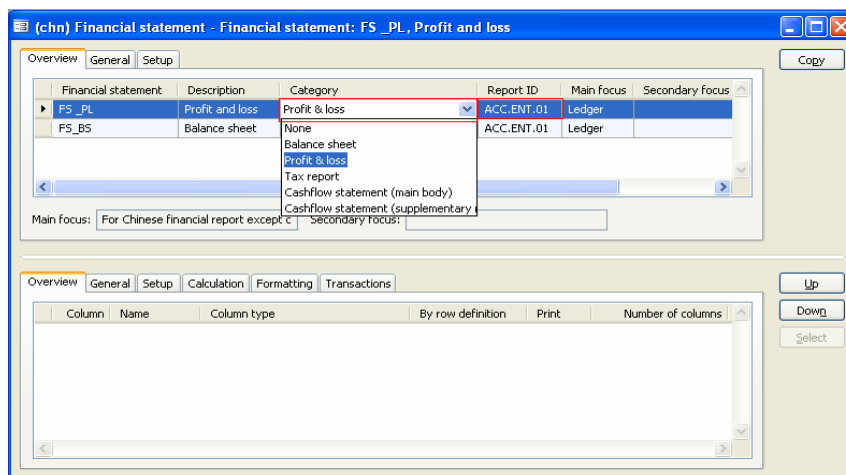 (chn) Financial statement - Financial statement: FS _PL, Profit and loss
Overview General Setup
Copy
Financial statement Description Category Report ID Main focus Secondary focus
FS _PL Profit and loss Profit & loss ACC.ENT.01 Ledger
FS_BS Balance sheet ACC.ENT.01 Ledger
None
Balance sheet
Profit & loss
Tax report
Cashflow statement (main body)
Cashflow statement (supplementary
Main focus: For Chinese financial report except c Secondary focus:
Overview General Setup Calculation Formatting Transactions
Up
Column Name Column type By row definition Print Number of columns
Down
Select